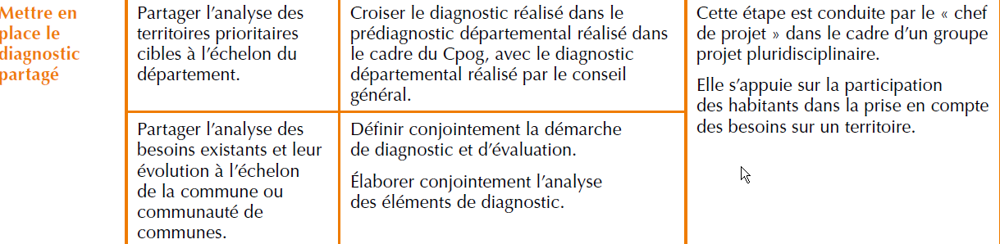 Mettre en
place le
diagnostic
partagé
Partager l'analyse des
territoires prioritaires
cibles à l'échelon du
département.
Croiser le diagnostic réalisé dans le
prédiagnostic départemental réalisé dans
le cadre du Cpog, avec le diagnostic
départemental réalisé par le conseil
général.
Cette étape est conduite par le « chef
de projet » dans le cadre d'un groupe
projet pluridisciplinaire.
Elle s'appuie sur la participation
des habitants dans la prise en compte
des besoins sur un territoire.
Partager l'analyse des
besoins existants et leur
évolution à l'échelon
de la commune ou
communauté de
communes.
Définir conjointement la démarche
de diagnostic et d'évaluation.
Élaborer conjointement l'analyse
des éléments de diagnostic.